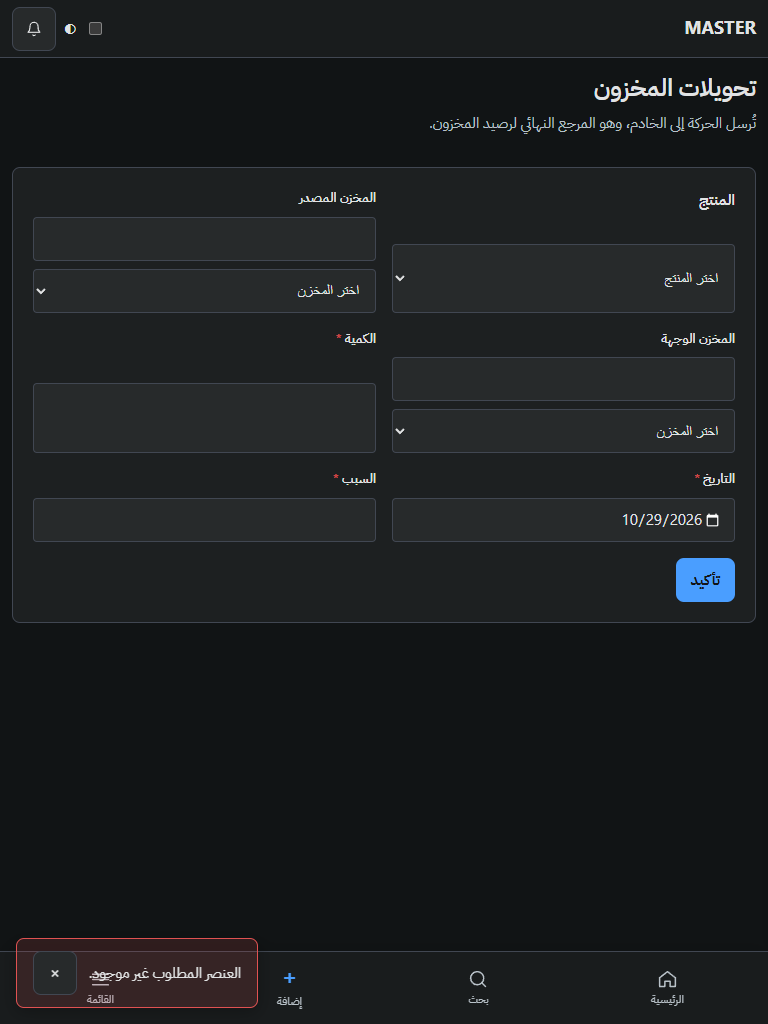 MASTER
تحويلات المخزون
تُرسل الحركة إلى الخادم، وهو المرجع النهائي لرصيد المخزون.
المنتج
اختر المنتج
المخزن المصدر
اختر المخزن
المخزن الوجهة
اختر المخزن
الكمية *
التاريخ *
10/29/2026
السبب *
تأكيد
الرئيسية
بحث
إضافة
القائمة
العنصر المطلوب غير موجود.
×